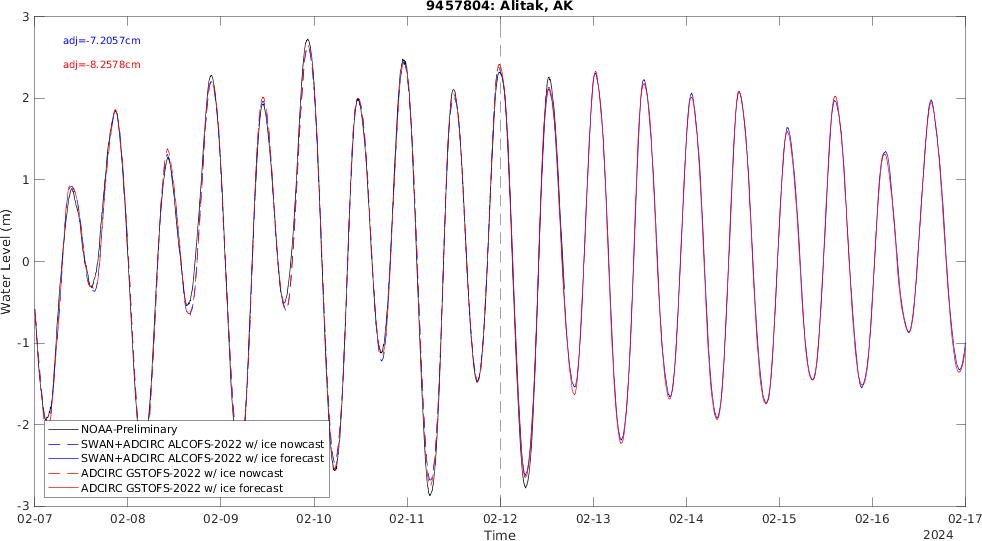 9457804: Alitak, AK
adj=-7.2057cm
adj=-8.2578cm
3
2
1
0
-1
-2
-3
Water Level (m)
NOAA-Preliminary
SWAN+ADCIRC ALCOFS-2022 w/ ice nowcast
SWAN+ADCIRC ALCOFS-2022 w/ ice forecast
ADCIRC GSTOFS-2022 w/ ice nowcast
ADCIRC GSTOFS-2022 w/ ice forecast
02-07 02-08 02-09 02-10 02-11 02-12 02-13 02-14 02-15 02-16 02-17
Time
2024